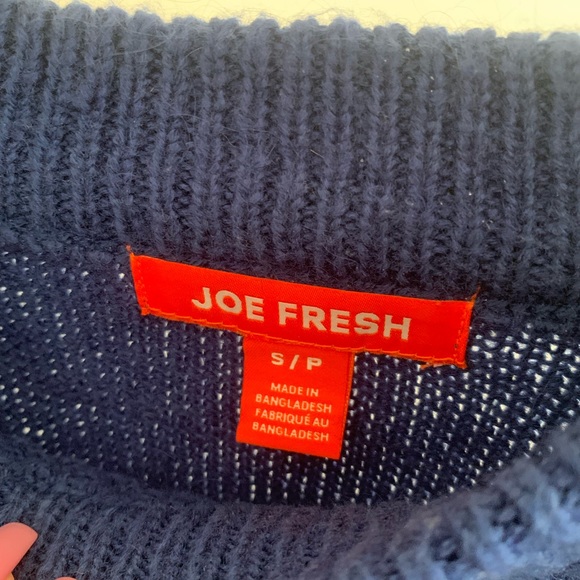 JOE FRESH
S / P
MADE IN
BANGLADESH
FABRIQUÉ AU
BANGLADESH